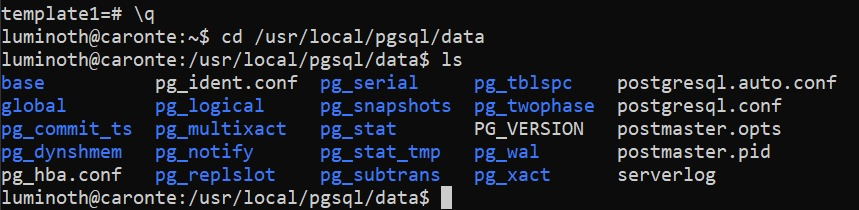 template1=# \q
luminoth@caronte:~$ cd /usr/local/pgsql/data
luminoth@caronte:/usr/local/pgsql/data$ ls
base          pg_ident.conf  pg_serial     pg_tblspc    postgresql.auto.conf
global        pg_logical     pg_snapshots  pg_twophase  postgresql.conf
pg_commit_ts  pg_multixact   pg_stat       PG_VERSION   postmaster.opts
pg_dynshmem   pg_notify      pg_stat_tmp   pg_wal       postmaster.pid
pg_hba.conf   pg_replslot    pg_subtrans   pg_xact      serverlog
luminoth@caronte:/usr/local/pgsql/data$